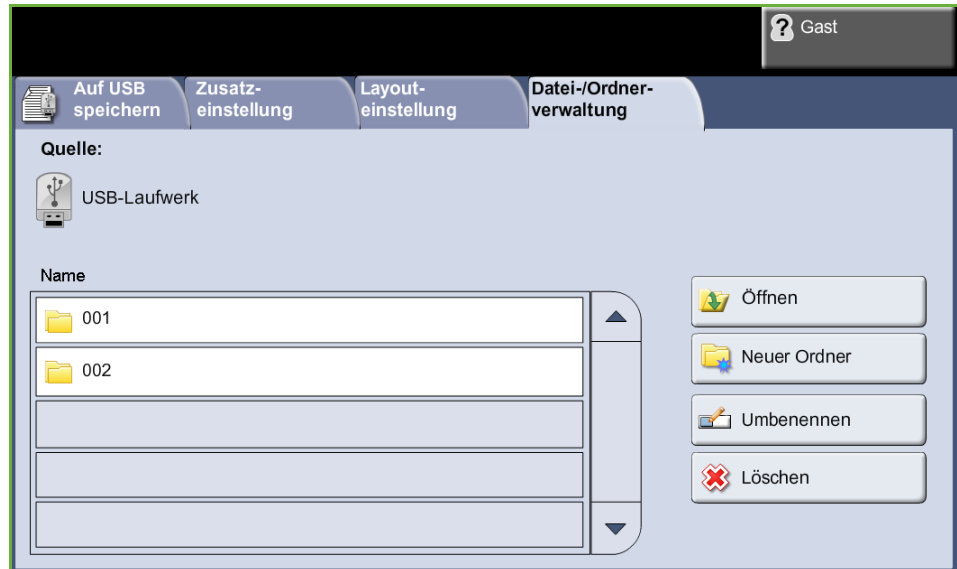 Gast
Auf USB
speichern
Zusatz-
einstellung
Layout-
einstellung
Datei-/Ordner-
verwaltung
Quelle:
USB-Laufwerk
Name
001
002
Öffnen
Neuer Ordner
Umbenennen
Löschen